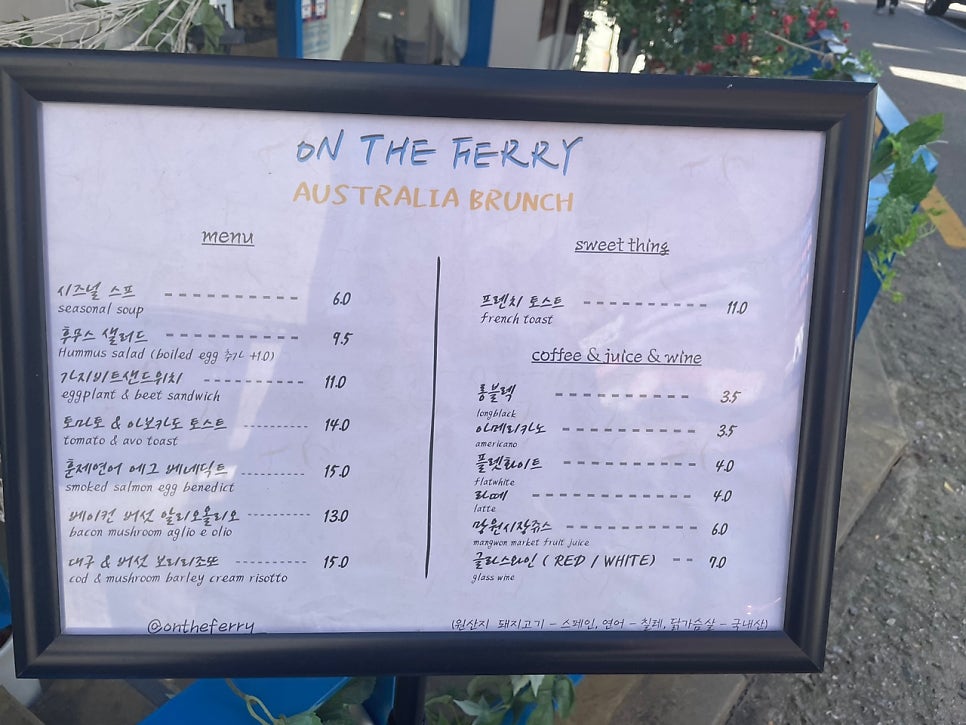 ON THE FERRY
AUSTRALIA BRUNCH
menu
시즈널 스프 ---------- 6.0
seasonal soup
후무스 샐러드 ---------- 9.5
Hummus salad (boiled egg 추가 +1.0)
가지비트샌드위치 -------- 11.0
eggplant & beet sandwich
토마토 & 아보카도 토스트 -------- 14.0
tomato & avo toast
훈제연어 에그 베네딕트 -------- 15.0
smoked salmon egg benedict
베이컨 버섯 알리오올리오 -------- 13.0
bacon mushroom aglio e olio
대구 & 버섯 보리리조또 -------- 15.0
cod & mushroom barley cream risotto
@ontheferry_
sweet thing
프렌치 토스트 ---------- 11.0
french toast
coffee & juice & wine
롱블랙 ---------- 3.5
longblack
아메리카노 ---------- 3.5
americano
플랫화이트 ---------- 4.0
flatwhite
라떼 ------------ 4.0
latte
망원시장쥬스 ---------- 6.0
mangwon market fruit juice
글라스와인 ( RED / WHITE) -- 7.0
glass wine
(원산지 돼지고기 - 스페인, 연어 - 칠레, 닭가슴살 - 국내산)